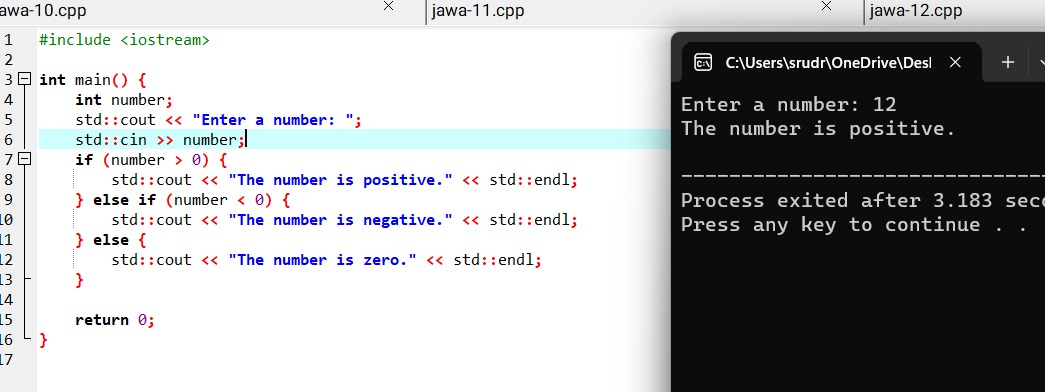 awa-10.cpp
jawa-11.cpp
jawa-12.cpp
1 #include <iostream>
2
3 int main() {
4 int number;
5 std::cout << "Enter a number: ";
6 std::cin >> number;
7 if (number > 0) {
8 std::cout << "The number is positive." << std::endl;
9 } else if (number < 0) {
10 std::cout << "The number is negative." << std::endl;
11 } else {
12 std::cout << "The number is zero." << std::endl;
13 }
14
15 return 0;
16 }
17
C:\Users\srudr\OneDrive\Des
Enter a number: 12
The number is positive.
--------------------------------
Process exited after 3.183 seco
Press any key to continue . .